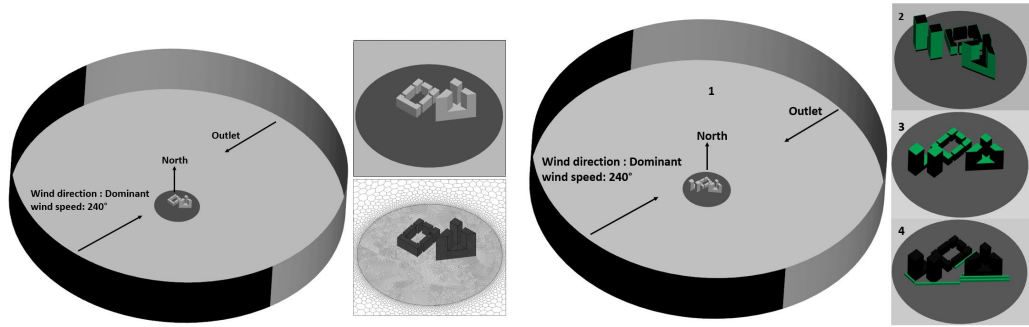 Outlet
North
Wind direction : Dominant
wind speed: 240°
1
Outlet
North
Wind direction : Dominant
wind speed: 240°
2
3
4